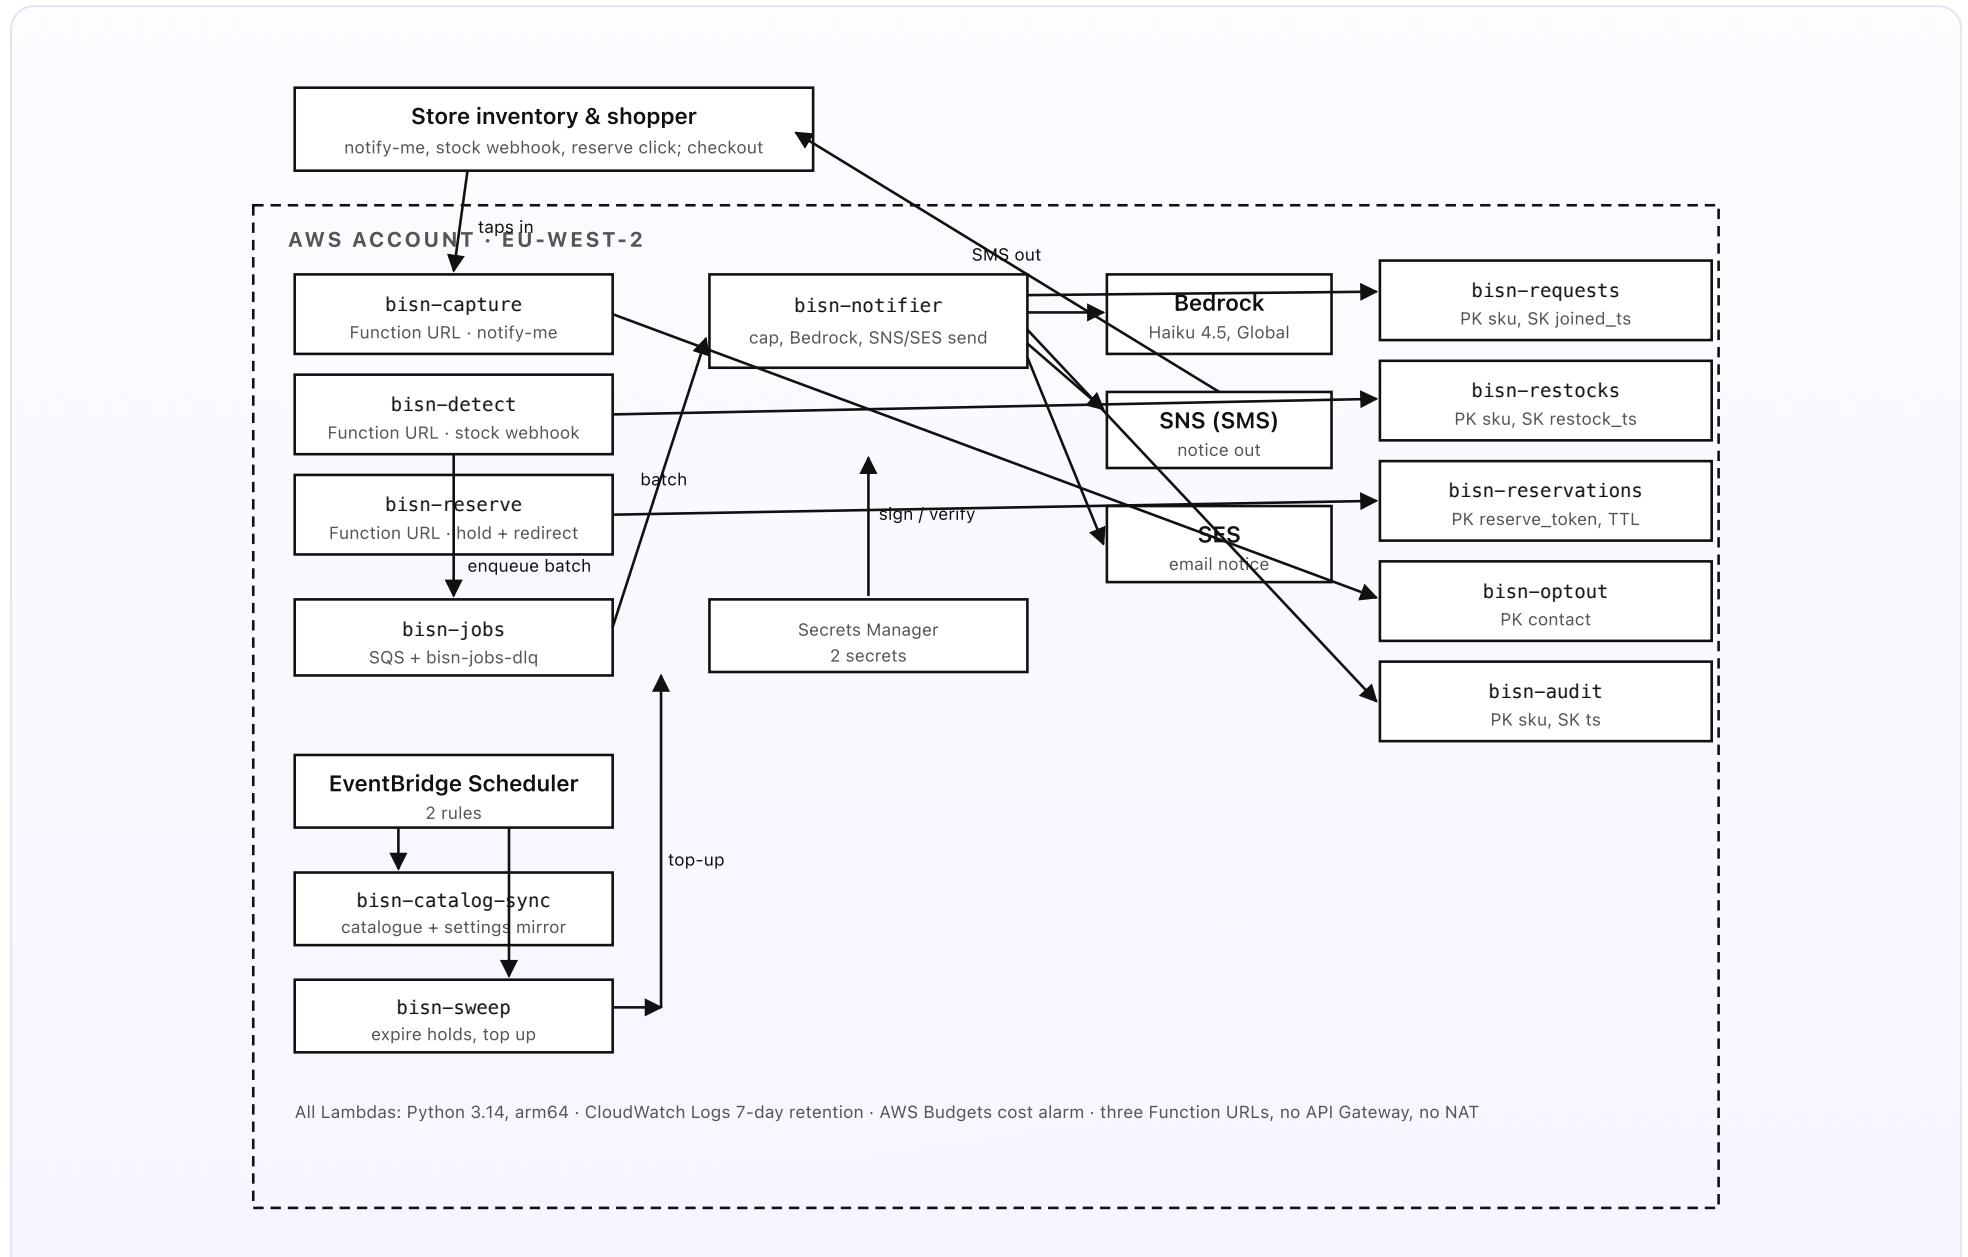 Store inventory & shopper
notify-me, stock webhook, reserve click; checkout
taps in
AWS ACCOUNT · EU-WEST-2
SMS out
bisn-capture
Function URL · notify-me
bisn-detect
Function URL · stock webhook
bisn-reserve
Function URL · hold + redirect
enqueue batch
bisn-jobs
SQS + bisn-jobs-dlq
batch
bisn-notifier
cap, Bedrock, SNS/SES send
sign / verify
Secrets Manager
2 secrets
Bedrock
Haiku 4.5, Global
SNS (SMS)
notice out
SES
email notice
bisn-requests
PK sku, SK joined_ts
bisn-restocks
PK sku, SK restock_ts
bisn-reservations
PK reserve_token, TTL
bisn-optout
PK contact
bisn-audit
PK sku, SK ts
EventBridge Scheduler
2 rules
bisn-catalog-sync
catalogue + settings mirror
top-up
bisn-sweep
expire holds, top up
All Lambdas: Python 3.14, arm64 · CloudWatch Logs 7-day retention · AWS Budgets cost alarm · three Function URLs, no API Gateway, no NAT